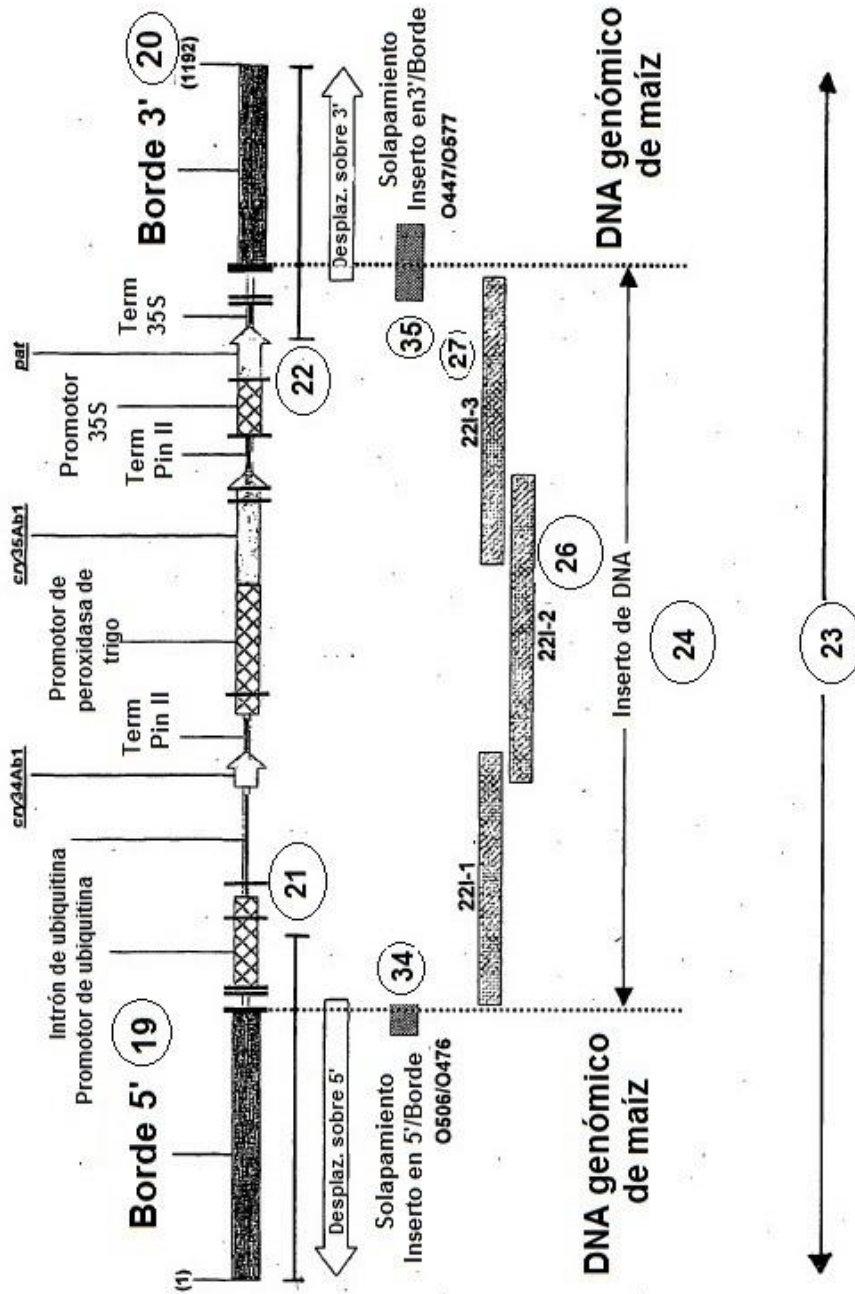 cry34Ab1
cry35Ab1
pat
Intrón de ubiquitina
Promotor de ubiquitina
Term
Pin II
Promotor de
peroxidasa de
trigo
Term
Pin II
Promotor
35S
Term
35S
Borde 5'
19
(1)
Borde 3'
20
(1192)
21
22
Desplaz. sobre 5'
Desplaz. sobre 3'
Solapamiento
Inserto en 5'/Borde
O506/O476
34
35
Solapamiento
Inserto en3'/Borde
O447/O577
27
22I-1
22I-3
22I-2
26
DNA genómico
de maíz
Inserto de DNA
24
DNA genómico
de maíz
23